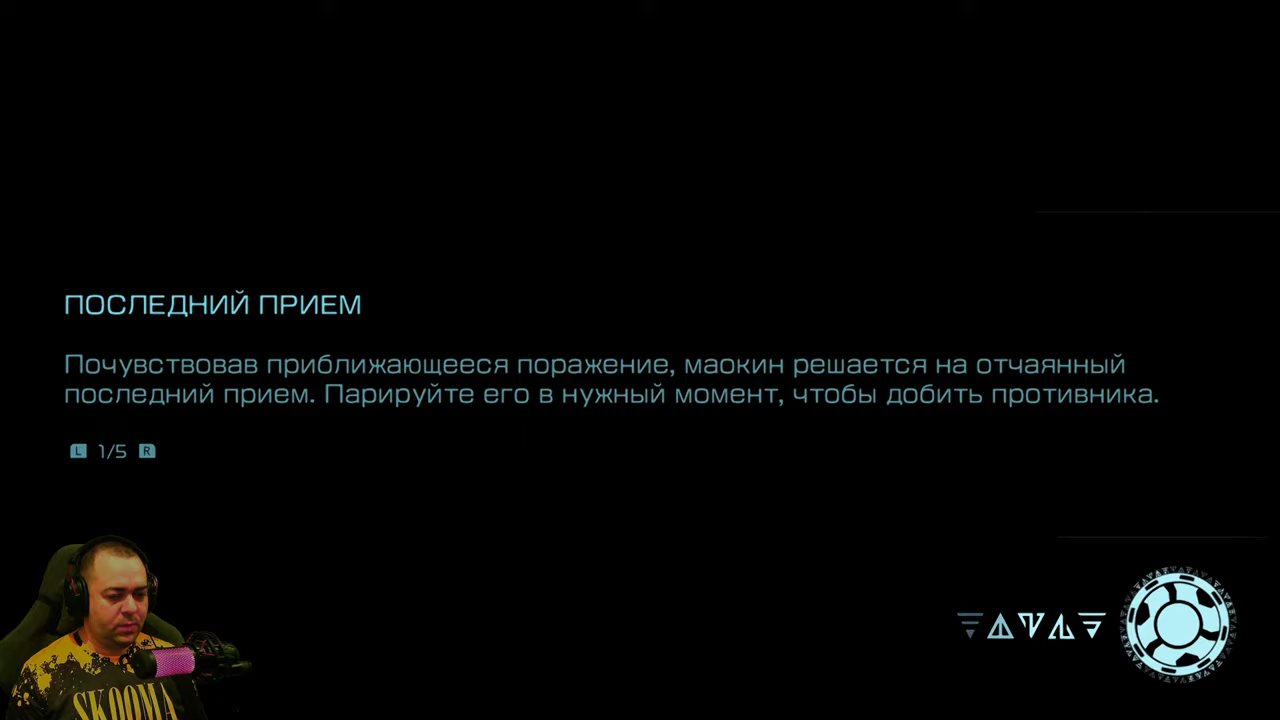 ПОСЛЕДНИЙ ПРИЕМ
Почувствовав приближающееся поражение, маокин решается на отчаянный
последний прием. Парируйте его в нужный момент, чтобы добить противника.
L 1/5 R
SKOOMA